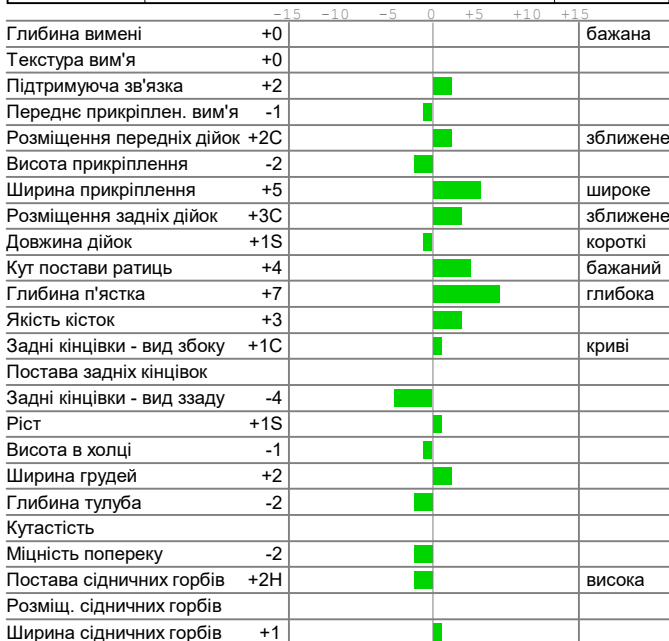 -15 -10 -5 0 +5 +10 +15
Глибина вимені +0 бажана
Текстура вим'я +0
Підтримуюча зв'язка +2
Переднє прикріплен. вим'я -1
Розміщення передніх дійок +2C зближене
Висота прикріплення -2
Ширина прикріплення +5 широке
Розміщення задніх дійок +3C зближене
Довжина дійок +1S короткі
Кут постави ратиць +4 бажаний
Глибина п'ястка +7 глибока
Якість кісток +3
Задні кінцівки - вид збоку +1C криві
Постава задніх кінцівок
Задні кінцівки - вид ззаду -4
Ріст +1S
Висота в холці -1
Ширина грудей +2
Глибина тулуба -2
Кутастість
Міцність попереку -2
Постава сідничних горбів +2H висока
Розміщ. сідничних горбів
Ширина сідничних горбів +1